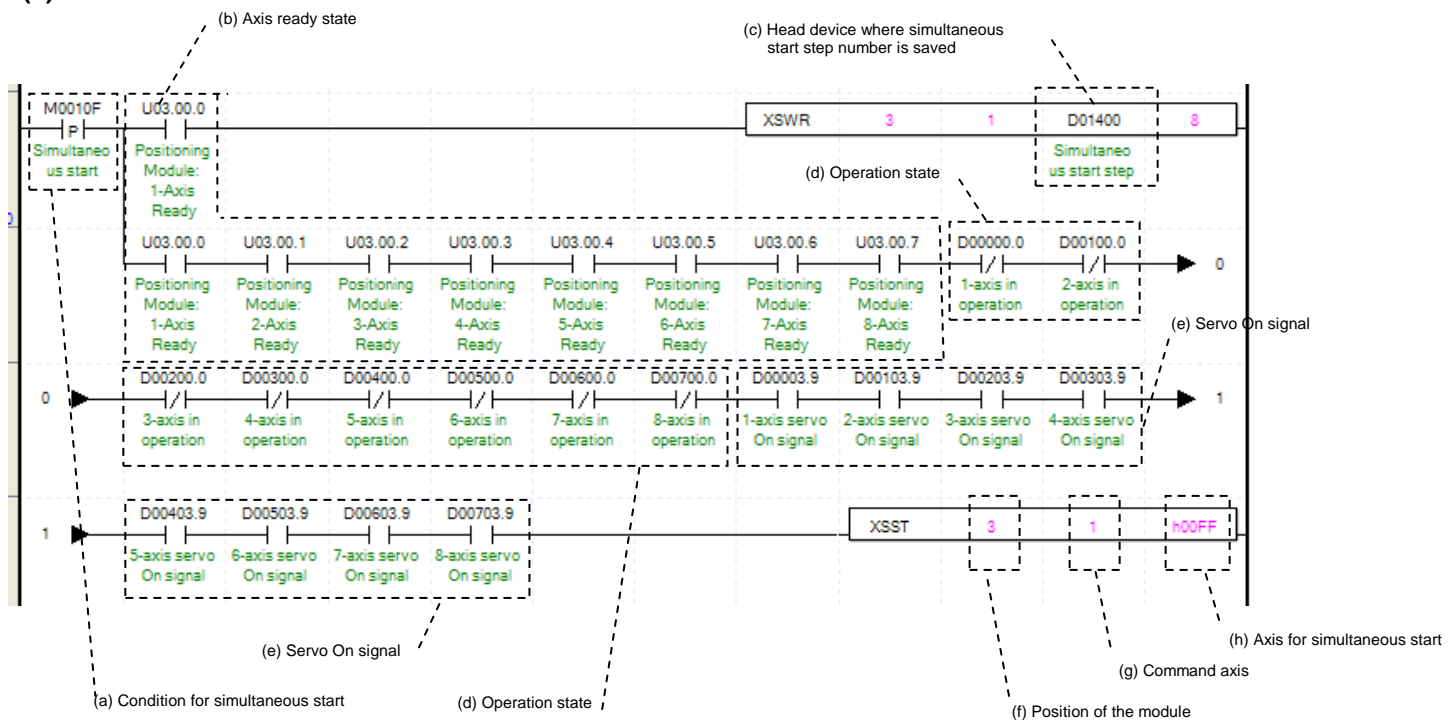 (b) Axis ready state
(c) Head device where simultaneous
start step number is saved
M0010F U03.00.0 XSWR 3 1 D01400 8
P
Simultaneo Positioning Simultaneo
us start Module: us start step
1-Axis
Ready
(d) Operation state
U03.00.0 U03.00.1 U03.00.2 U03.00.3 U03.00.4 U03.00.5 U03.00.6 U03.00.7 D00000.0 D00100.0
0
Positioning Positioning Positioning Positioning Positioning Positioning Positioning Positioning 1-axis in 2-axis in
Module: Module: Module: Module: Module: Module: Module: Module: operation operation
1-Axis 2-Axis 3-Axis 4-Axis 5-Axis 6-Axis 7-Axis 8-Axis
Ready Ready Ready Ready Ready Ready Ready Ready
(e) Servo On signal
D00200.0 D00300.0 D00400.0 D00500.0 D00600.0 D00700.0 D00003.9 D00103.9 D00203.9 D00303.9
0 1
3-axis in 4-axis in 5-axis in 6-axis in 7-axis in 8-axis in 1-axis servo 2-axis servo 3-axis servo 4-axis servo
operation operation operation operation operation operation On signal On signal On signal On signal
D00403.9 D00503.9 D00603.9 D00703.9
1 XSST 3 1 h00FF
5-axis servo 6-axis servo 7-axis servo 8-axis servo
On signal On signal On signal On signal
(e) Servo On signal
(h) Axis for simultaneous start
(g) Command axis
(a) Condition for simultaneous start
(d) Operation state
(f) Position of the module